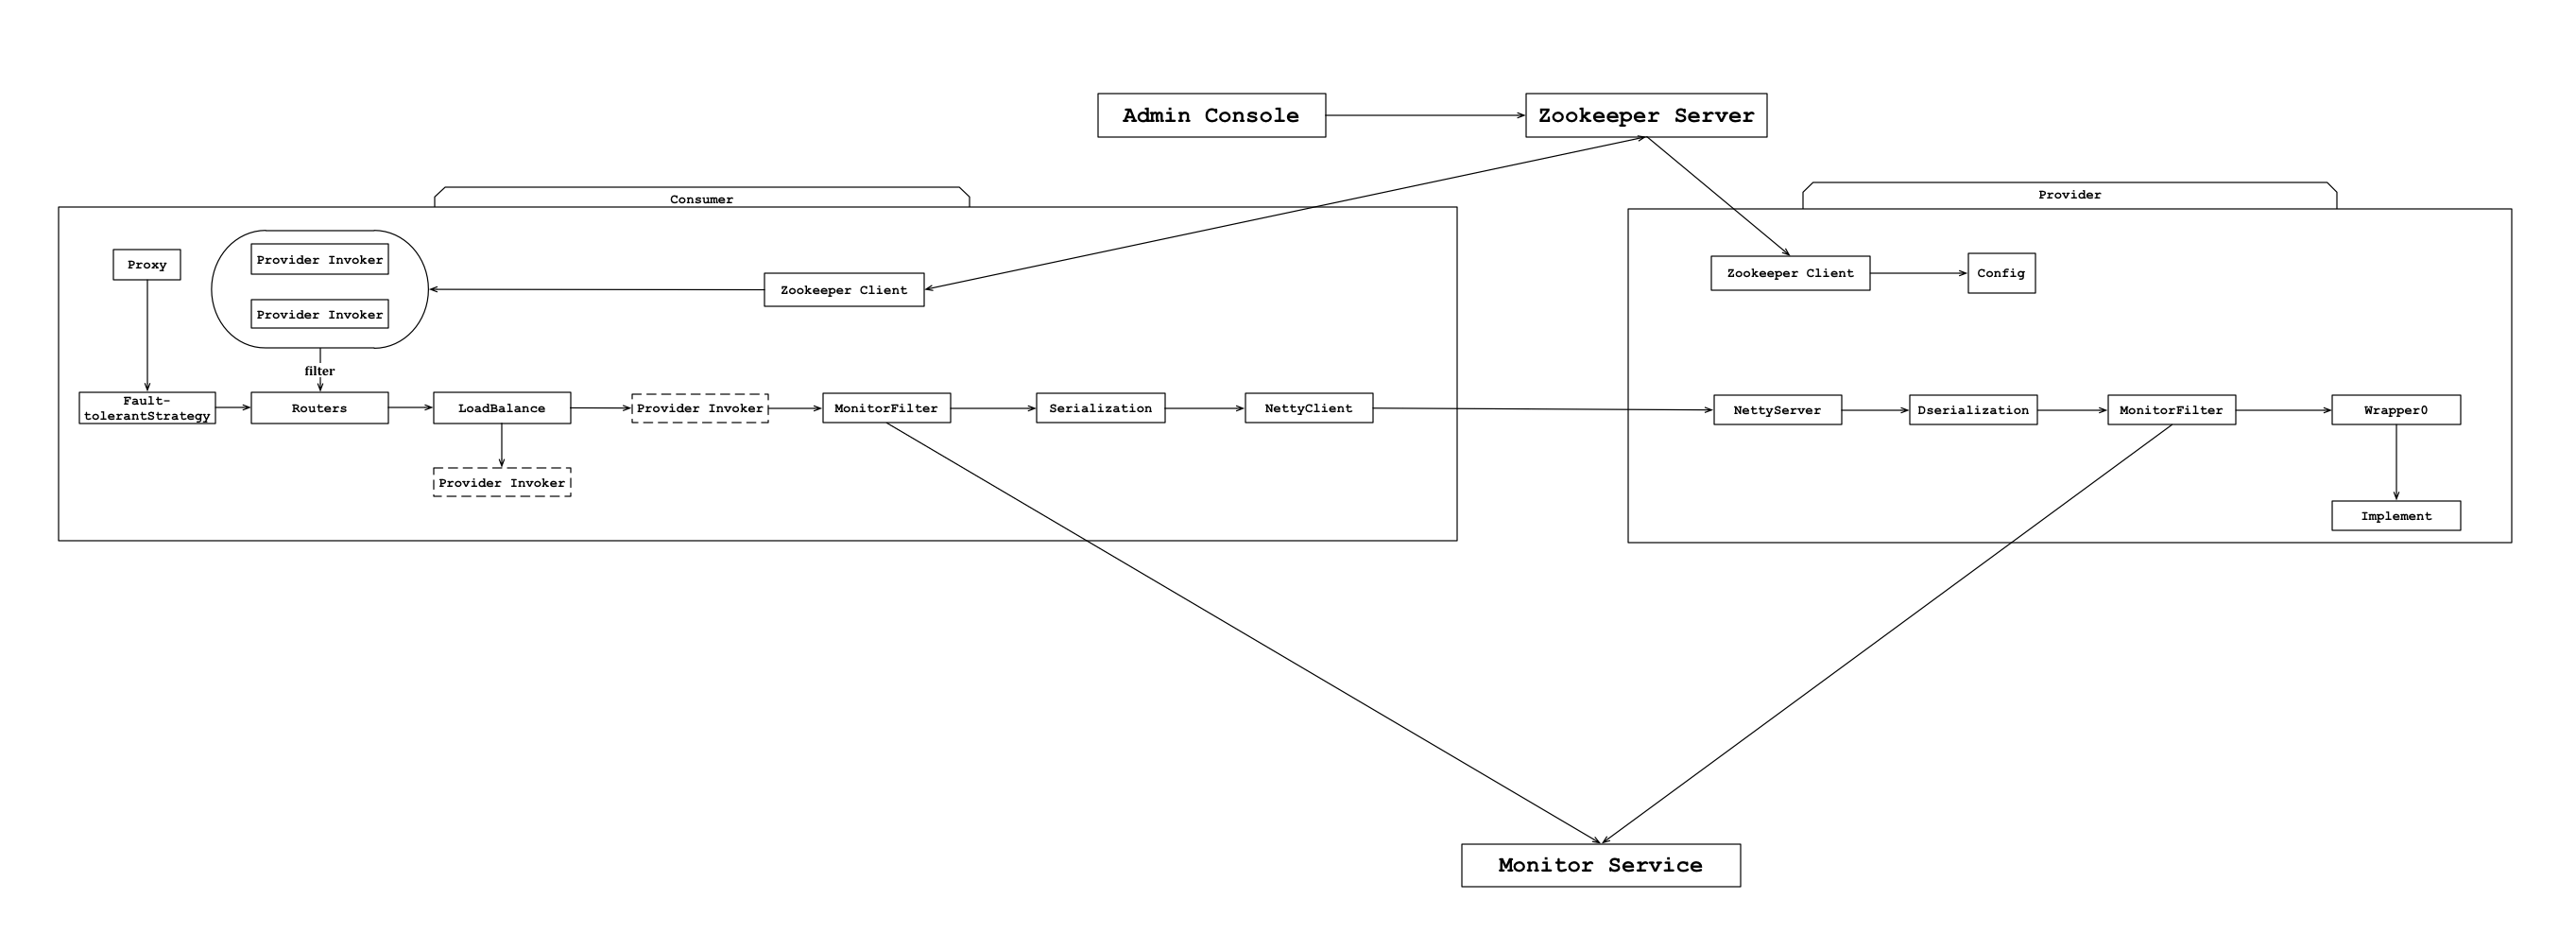 Admin Console
Zookeeper Server
Consumer
Provider
Proxy
Provider Invoker
Provider Invoker
Zookeeper Client
Zookeeper Client
Config
filter
Fault-
tolerantStrategy
Routers
LoadBalance
Provider Invoker
MonitorFilter
Serialization
NettyClient
NettyServer
Dserialization
MonitorFilter
Wrapper0
Provider Invoker
Implement
Monitor Service